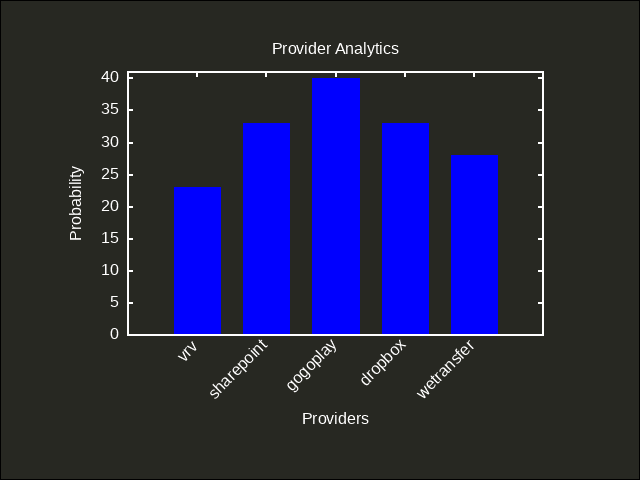 Provider Analytics
40
35
30
25
20
15
10
5
0
Probability
vrv
sharepoint
gogoplay
dropbox
wetransfer
Providers